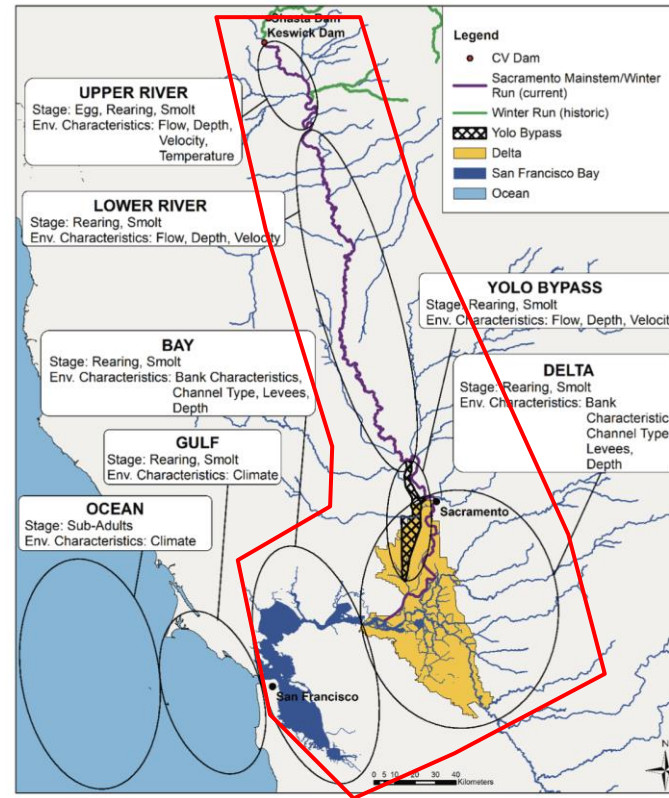 Shasta Dam
Keswick Dam
Legend
CV Dam
Sacramento Mainstem/Winter
Run (current)
Winter Run (historic)
Yolo Bypass
Delta
San Francisco Bay
Ocean
UPPER RIVER
Stage: Egg, Rearing, Smolt
Env. Characteristics: Flow, Depth,
Velocity,
Temperature
LOWER RIVER
Stage: Rearing, Smolt
Env. Characteristics: Flow, Depth, Velocity
YOLO BYPASS
Stage: Rearing, Smolt
Env. Characteristics: Flow, Depth, Velocit
BAY
Stage: Rearing, Smolt
Env. Characteristics: Bank Characteristics,
Channel Type, Levees,
Depth
DELTA
Stage: Rearing, Smolt
Env. Characteristics: Bank
Characteristic
Channel Type
Levees,
Depth
GULF
Stage: Rearing, Smolt
Env. Characteristics: Climate
OCEAN
Stage: Sub-Adults
Env. Characteristics: Climate
Sacramento
San Francisco
N
0 5 10 20 30 40
Kilometers